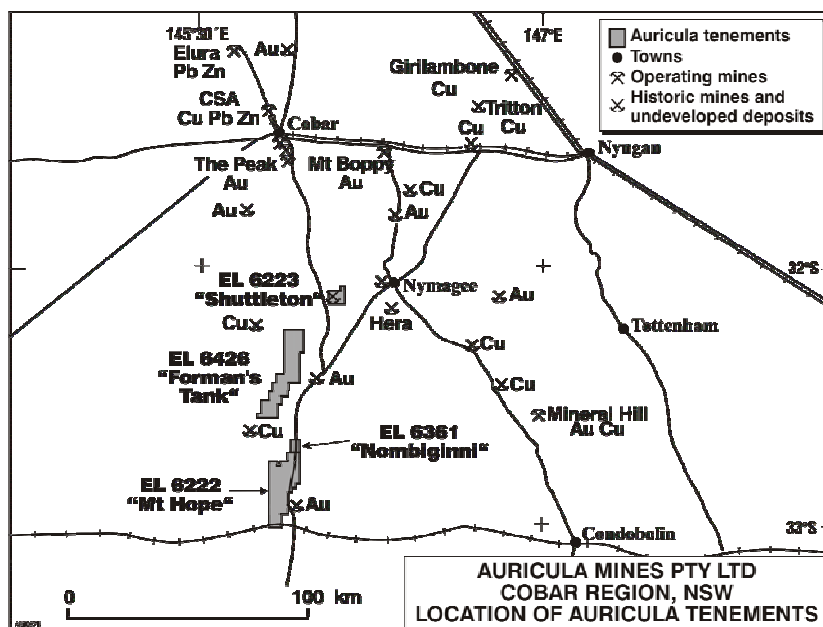 145°30'E
147°E
Elura
Pb Zn
Au
CSA
Cu Pb Zn
Cobar
Girilambone
Cu
Tritton
Cu
Cu
Auricula tenements
Towns
Operating mines
Historic mines and
undeveloped deposits
The Peak
Au
Mt Boppy
Au
Nyngan
Cu
Au
Au
32°S
EL 6223
"Shuttleton"
Nymagee
Au
Hera
Cu
Tottenham
EL 6426
"Forman's
Tank"
Cu
Au
Cu
Mineral Hill
Au Cu
Cu
EL 6361
"Nombiginni"
EL 6222
"Mt Hope"
Au
33°S
Condobolin
0 100 km
AURICULA MINES PTY LTD
COBAR REGION, NSW
LOCATION OF AURICULA TENEMENTS